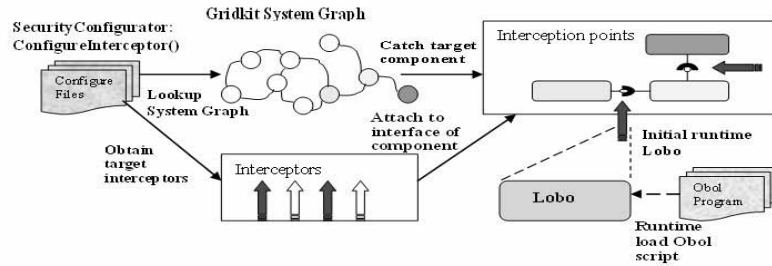 SecurityConfigurator:
ConfigureInterceptor()
Gridkit System Graph
Configure
Files
Lookup
System Graph
Catch target
component
Interception points
Attach to
interface of
component
Initial runtime
Lobo
Obtain
target
interceptors
Interceptors
Lobo
Obol
Program
Runtime
load Obol
script